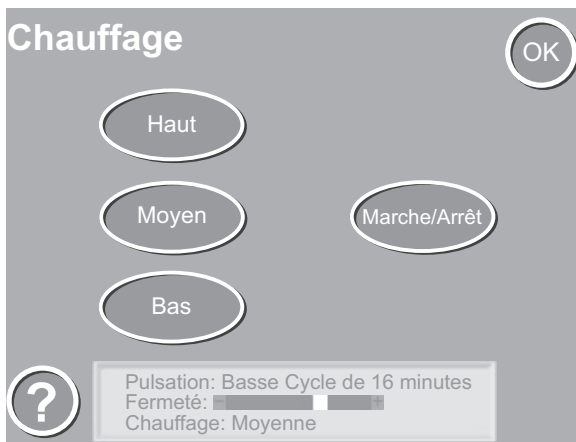 Chauffage
OK
Haut
Moyen
Marche/Arrêt
Bas
?
Pulsation: Basse Cycle de 16 minutes
Fermeté: - +
Chauffage: Moyenne